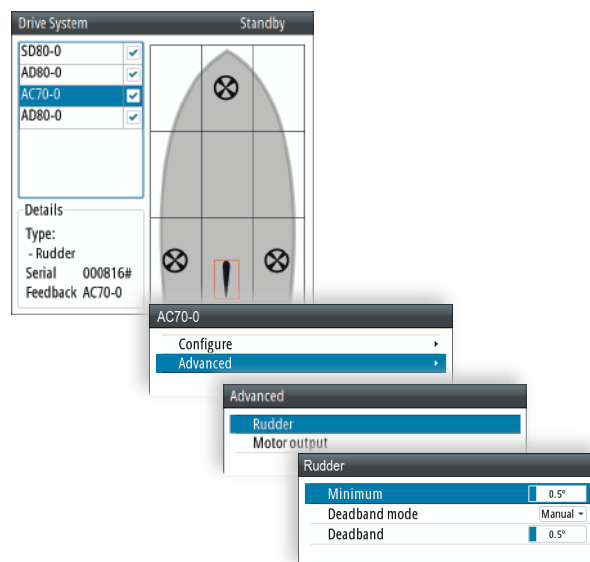 Drive System Standby
SD80-0
AD80-0
AC70-0
AD80-0
Details
Type:
- Rudder
Serial 000816#
Feedback AC70-0
AC70-0
Configure
Advanced
Advanced
Rudder
Motor output
Rudder
Minimum 0.5°
Deadband mode Manual
Deadband 0.5°